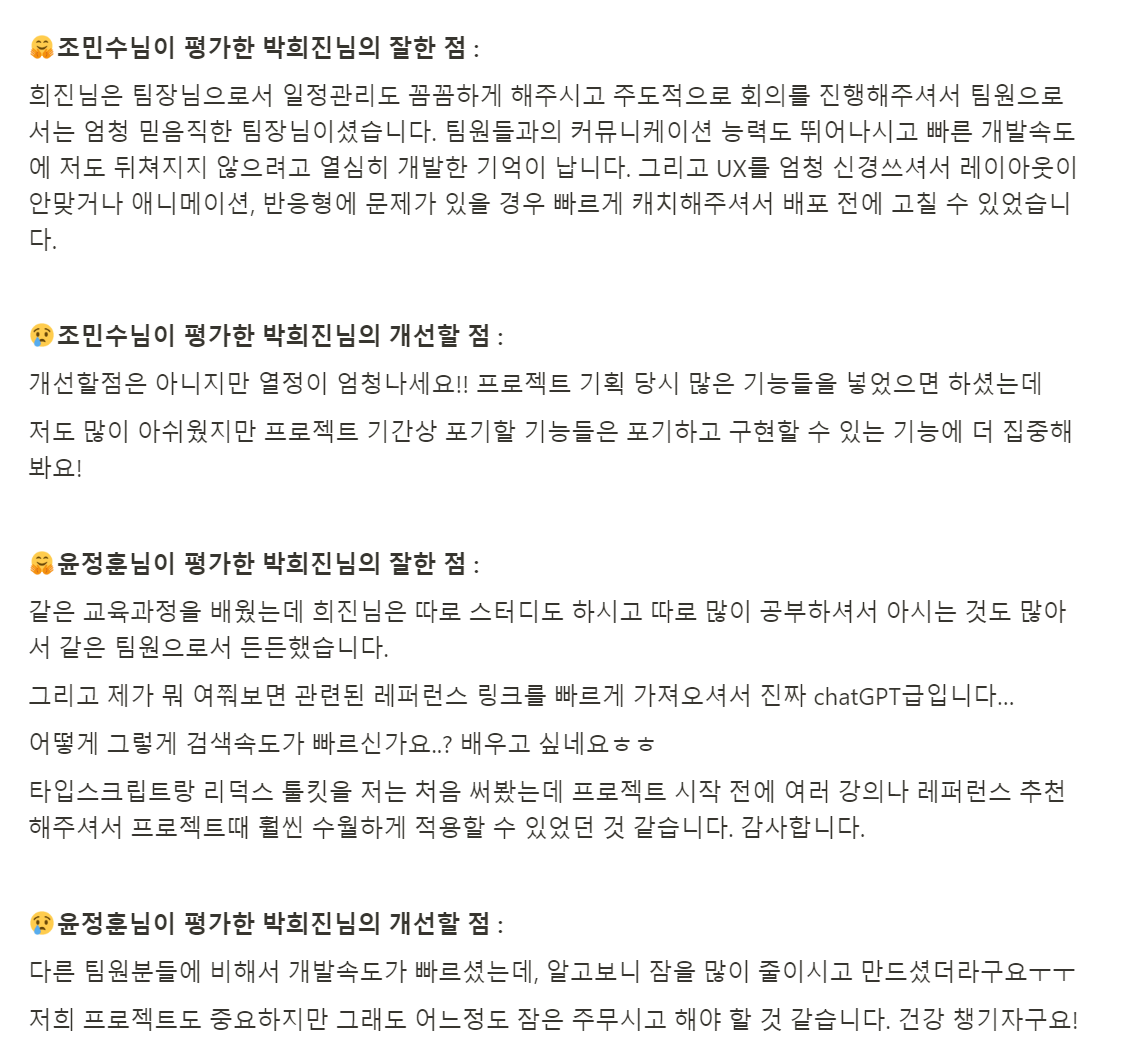 🤗조민수님이 평가한 박희진님의 잘한 점 :
희진님은 팀장님으로서 일정관리도 꼼꼼하게 해주시고 주도적으로 회의를 진행해주셔서 팀원으로
서는 엄청 믿음직한 팀장님이셨습니다. 팀원들과의 커뮤니케이션 능력도 뛰어나시고 빠른 개발속도
에 저도 뒤쳐지지 않으려고 열심히 개발한 기억이 납니다. 그리고 UX를 엄청 신경쓰셔서 레이아웃이
안맞거나 애니메이션, 반응형에 문제가 있을 경우 빠르게 캐치해주셔서 배포 전에 고칠 수 있었습니
다.
😢조민수님이 평가한 박희진님의 개선할 점 :
개선할점은 아니지만 열정이 엄청나세요!! 프로젝트 기획 당시 많은 기능들을 넣었으면 하셨는데
저도 많이 아쉬웠지만 프로젝트 기간상 포기할 기능들은 포기하고 구현할 수 있는 기능에 더 집중해
봐요!
🤗윤정훈님이 평가한 박희진님의 잘한 점 :
같은 교육과정을 배웠는데 희진님은 따로 스터디도 하시고 따로 많이 공부하셔서 아시는 것도 많아
서 같은 팀원으로서 든든했습니다.
그리고 제가 뭐 여쭤보면 관련된 레퍼런스 링크를 빠르게 가져오셔서 진짜 chatGPT급입니다...
어떻게 그렇게 검색속도가 빠르신가요..? 배우고 싶네요ㅎㅎ
타입스크립트랑 리덕스 툴킷을 저는 처음 써봤는데 프로젝트 시작 전에 여러 강의나 레퍼런스 추천
해주셔서 프로젝트때 훨씬 수월하게 적용할 수 있었던 것 같습니다. 감사합니다.
😢윤정훈님이 평가한 박희진님의 개선할 점 :
다른 팀원분들에 비해서 개발속도가 빠르셨는데, 알고보니 잠을 많이 줄이시고 만드셨더라구요ㅜㅜ
저희 프로젝트도 중요하지만 그래도 어느정도 잠은 주무시고 해야 할 것 같습니다. 건강 챙기자구요!